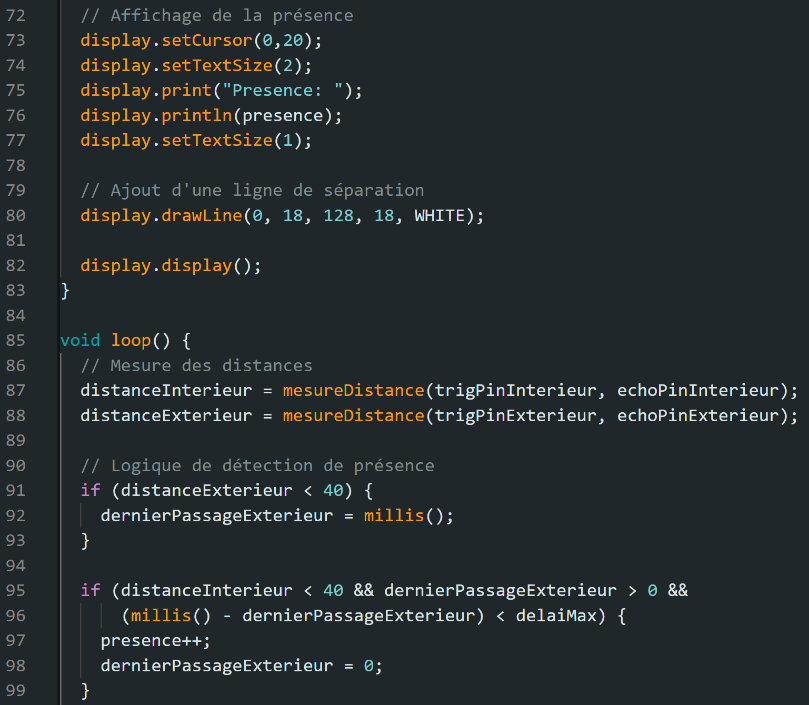 72 // Affichage de la présence
73 display.setCursor(0,20);
74 display.setTextSize(2);
75 display.print("Presence: ");
76 display.println(presence);
77 display.setTextSize(1);
78
79 // Ajout d'une ligne de séparation
80 display.drawLine(0, 18, 128, 18, WHITE);
81
82 display.display();
83 }
84
85 void loop() {
86 // Mesure des distances
87 distanceInterieur = mesureDistance(trigPinInterieur, echoPinInterieur);
88 distanceExterieur = mesureDistance(trigPinExterieur, echoPinExterieur);
89
90 // Logique de détection de présence
91 if (distanceExterieur < 40) {
92 dernierPassageExterieur = millis();
93 }
94
95 if (distanceInterieur < 40 && dernierPassageExterieur > 0 &&
96 (millis() - dernierPassageExterieur) < delaiMax) {
97 presence++;
98 dernierPassageExterieur = 0;
99 }